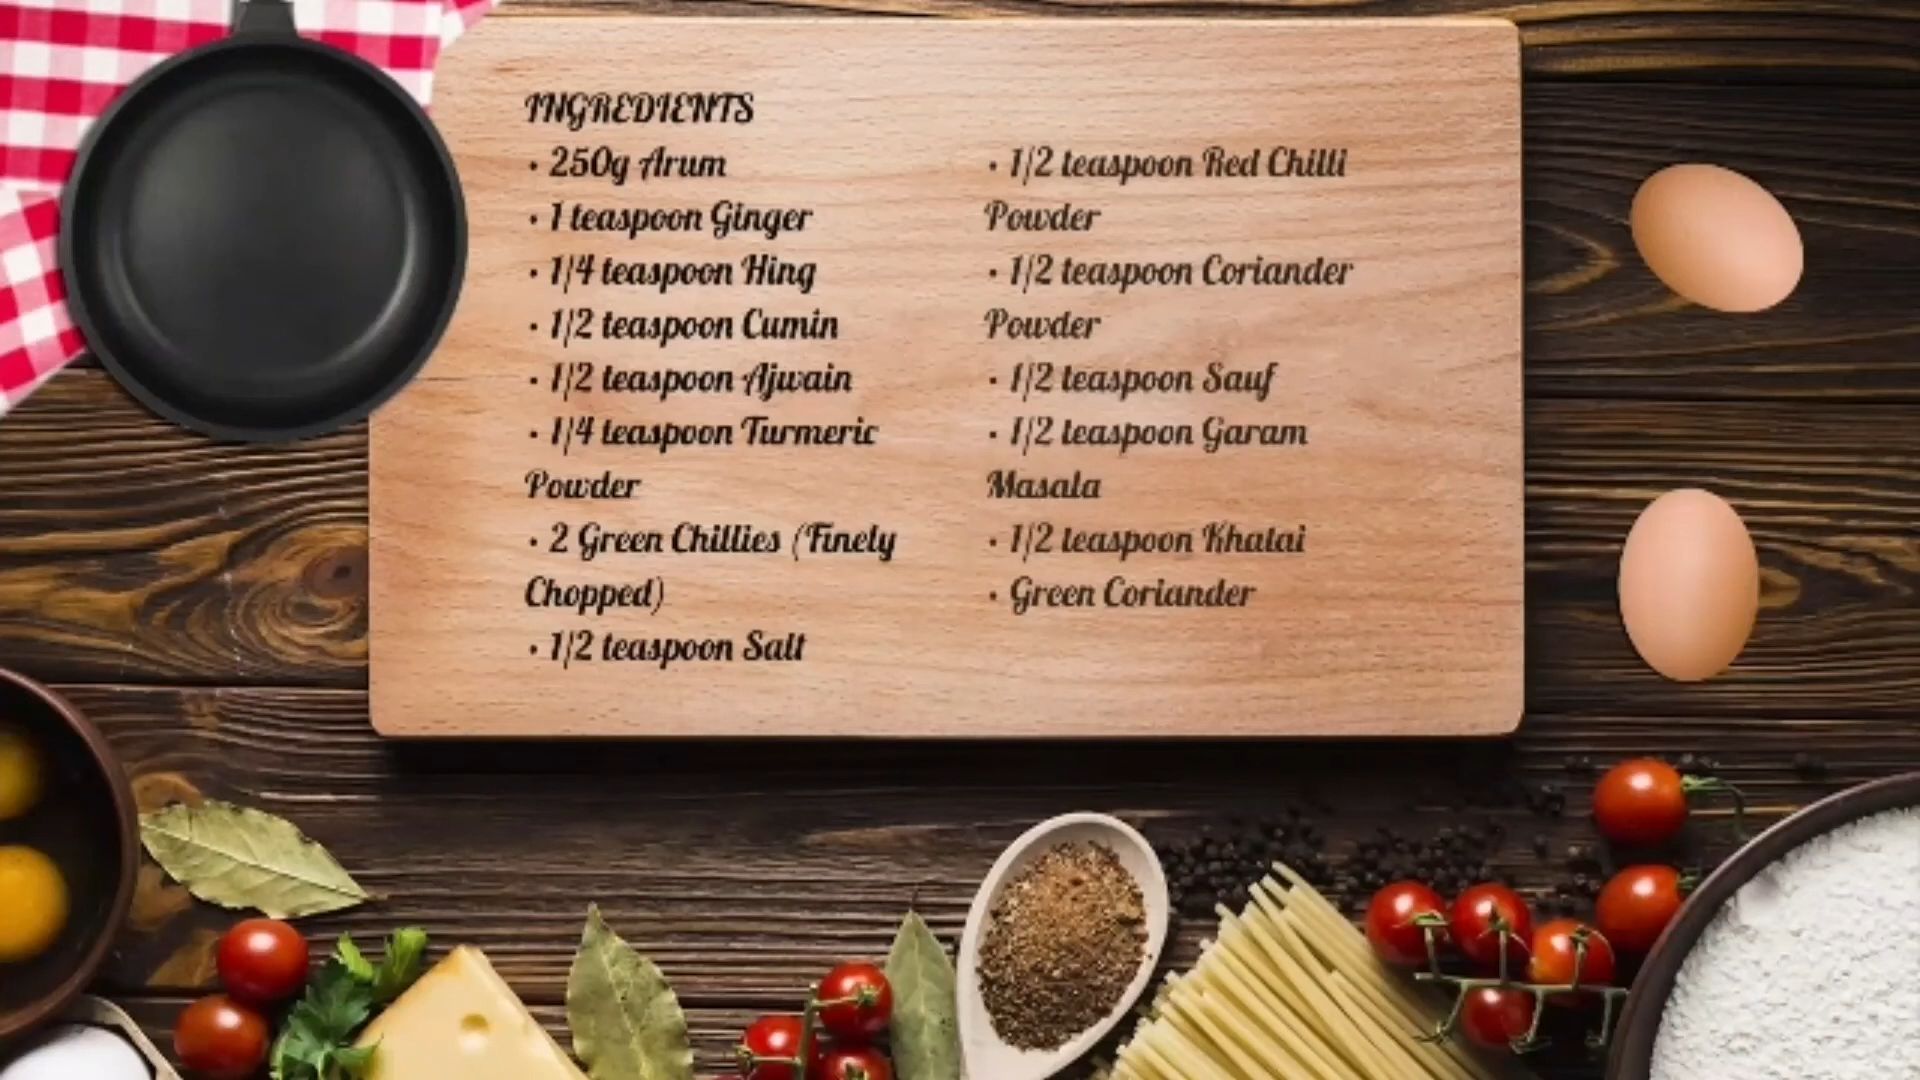 INGREDIENTS
• 250g Arum
• 1 teaspoon Ginger
• 1/4 teaspoon Hing
• 1/2 teaspoon Cumin
• 1/2 teaspoon Ajwain
• 1/4 teaspoon Turmeric
Powder
• 2 Green Chillies (Finely
Chopped)
• 1/2 teaspoon Salt
• 1/2 teaspoon Red Chilli
Powder
• 1/2 teaspoon Coriander
Powder
• 1/2 teaspoon Sauf
• 1/2 teaspoon Garam
Masala
• 1/2 teaspoon Khatai
• Green Coriander